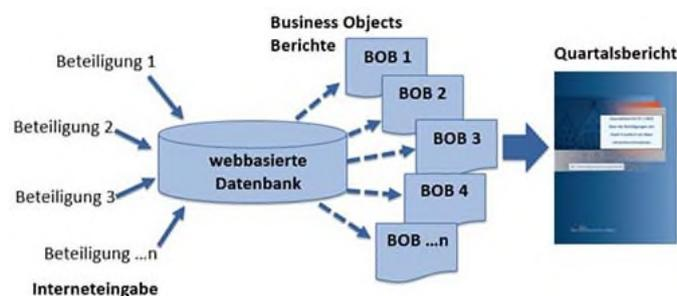 Business Objects
Berichte
Quartalsbericht
Beteiligung 1
Beteiligung 2
Beteiligung 3
Beteiligung ...n
Interneteingabe
webbasierte
Datenbank
BOB 1
BOB 2
BOB 3
BOB 4
BOB ...n